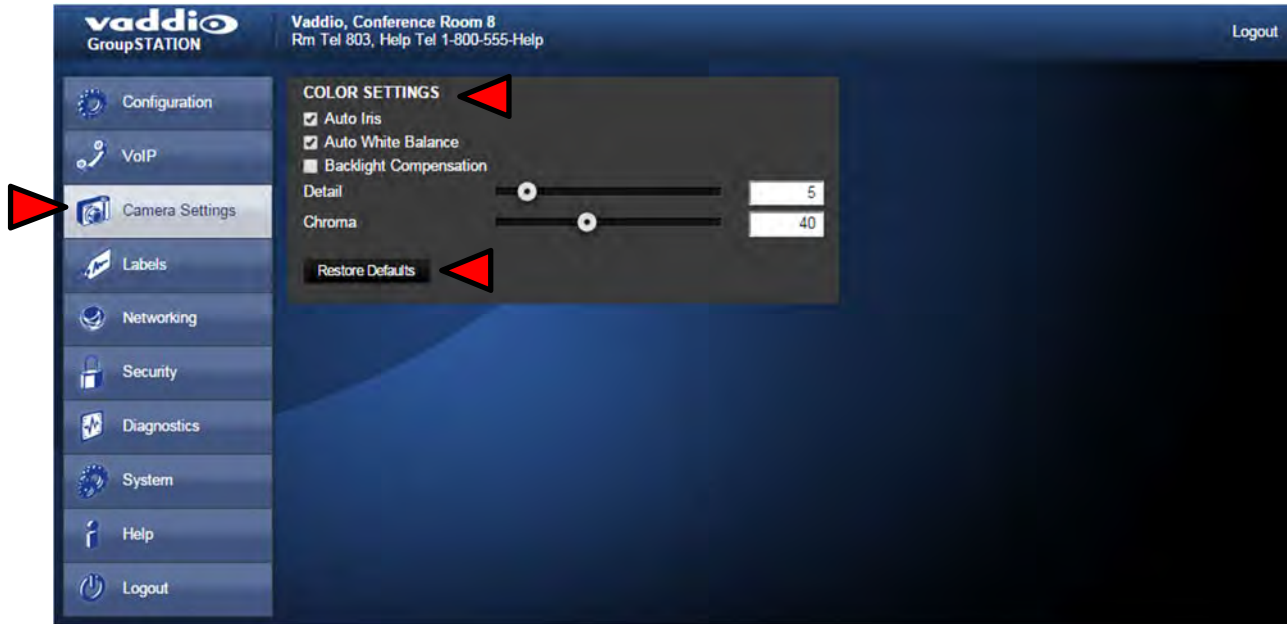 vaddio
GroupSTATION
Vaddio, Conference Room 8
Rm Tel 803, Help Tel 1-800-555-Help
Logout
Configuration
VoIP
Camera Settings
Labels
Networking
Security
Diagnostics
System
Help
Logout
COLOR SETTINGS
Auto Iris
Auto White Balance
Backlight Compensation
Detail 5
Chroma 40
Restore Defaults